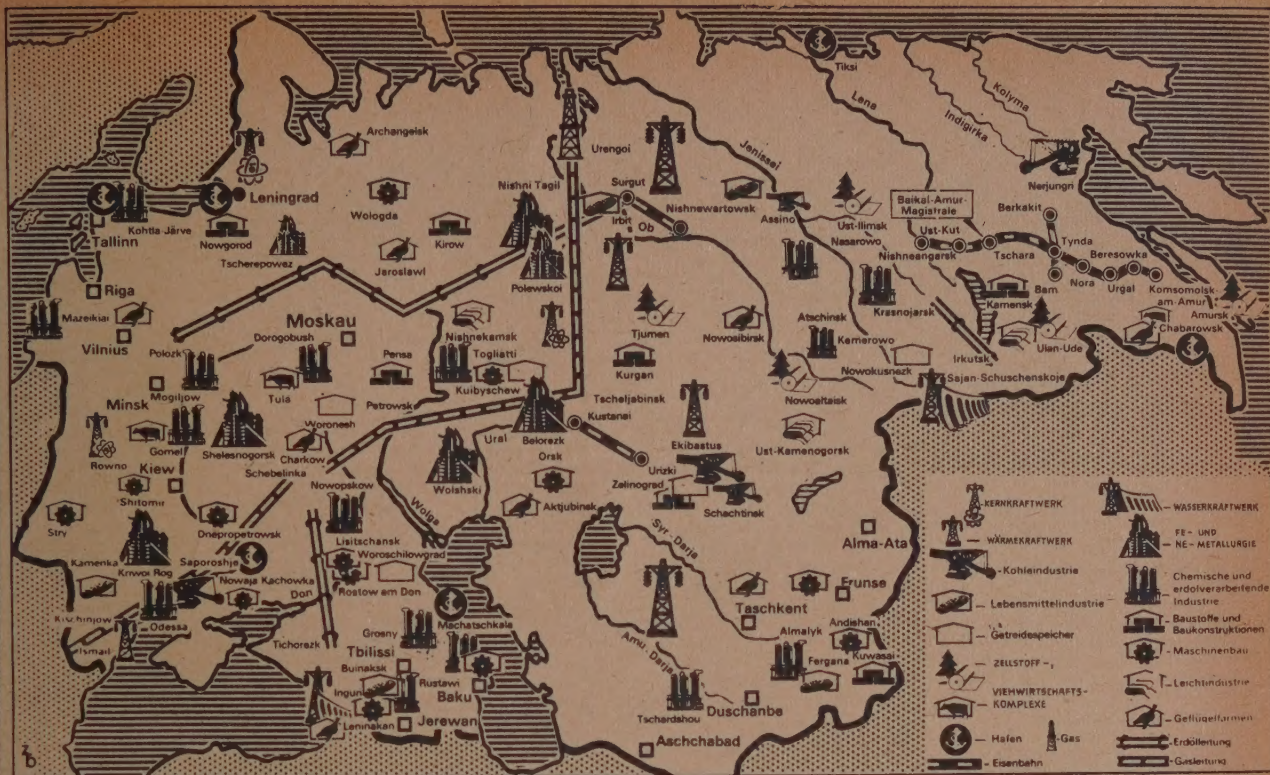 Tiksi
Lena
Kolyma
Indigirka
Archangelsk
Urengoi
Jenissei
Nerjungri
Leningrad
Wologda
Nishni Tagil
Surgut
Nishnewartowsk
Assino
Baikal-Amur-
Magistrale
Berkakit
Tallinn
Kohtla-Järve
Nowgorod
Tscherepowez
Kirow
Irbit
Ob
Ust-Ilimsk
Nasarowo
Ust-Kut
Nishneangarsk
Tschara
Tynda
Beresowka
Jaroslawl
Polewskoi
Bam
Nora
Urgal
Komsomolsk-
am-Amur
Riga
Mazeikiai
Vilnius
Moskau
Dorogobush
Nishnekamsk
Togliatti
Tjumen
Nowosibirsk
Atschinsk
Kemerowo
Krasnojarsk
Kamensk
Ulan-Ude
Amursk
Chabarowsk
Polozk
Pensa
Kuibyschew
Kurgan
Nowokusnezk
Irkutsk
Sajan-Schuschenskoje
Mogiljow
Tula
Minsk
Petrowsk
Woronesh
Tscheljabinsk
Nowoaltaisk
Kustanai
Gomel
Shelesnogorsk
Charkow
Ural
Belorezk
Orsk
Ekibastus
Ust-Kamenogorsk
Rowno
Kiew
Schebelinka
Urizki
Shitomir
Nowopskow
Wolshski
Zelinograd
Schachtinsk
Stry
Dnepropetrowsk
Wolga
Aktjubinsk
Lisitschansk
Syr-Darja
Alma-Ata
Kamenka
Kriwoi Rog
Saporoshje
Woroschilowgrad
Nowaja Kachowka
Rostow am Don
Don
Taschkent
Frunse
Kischinjow
Odessa
Machatschkala
Andishan
Ismail
Tichorezk
Grosny
Almalyk
Tbilissi
Amu-Darja
Fergana
Kuwasai
Buinaksk
Rustawi
Baku
Inguri
Tschardshou
Duschanbe
Leninakan
Jerewan
Aschchabad
zb
KERNKRAFTWERK
WÄRMEKRAFTWERK
-Kohleindustrie
- Lebensmittelindustrie
- Getreidespeicher
- ZELLSTOFF-,
VIEHWIRTSCHAFTS-
- KOMPLEXE
- Hafen
-Gas
- Eisenbahn
- WASSERKRAFTWERK
FE- UND
- NE-METALLURGIE
Chemische und
erdölverarbeitende
Industrie
- Baustoffe und
Baukonstruktionen
- Maschinenbau
- Leichtindustrie
- Geflügelfarmen
- Erdölleitung
- Gasleitung